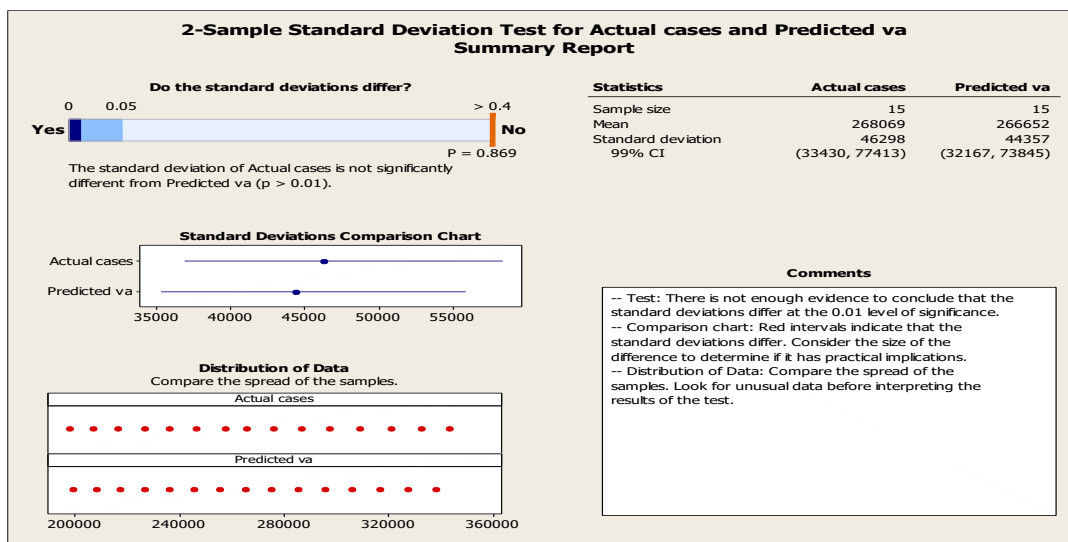 2-Sample Standard Deviation Test for Actual cases and Predicted va
Summary Report
Do the standard deviations differ?
0 0.05 > 0.4
Yes No
P = 0.869
The standard deviation of Actual cases is not significantly
different from Predicted va (p > 0.01).
Statistics Actual cases Predicted va
Sample size 15 15
Mean 268069 266652
Standard deviation 46298 44357
99% CI (33430, 77413) (32167, 73845)
Standard Deviations Comparison Chart
Actual cases
Predicted va
35000 40000 45000 50000 55000
Distribution of Data
Compare the spread of the samples.
Actual cases
Predicted va
200000 240000 280000 320000 360000
Comments
-- Test: There is not enough evidence to conclude that the
standard deviations differ at the 0.01 level of significance.
-- Comparison chart: Red intervals indicate that the
standard deviations differ. Consider the size of the
difference to determine if it has practical implications.
-- Distribution of Data: Compare the spread of the
samples. Look for unusual data before interpreting the
results of the test.